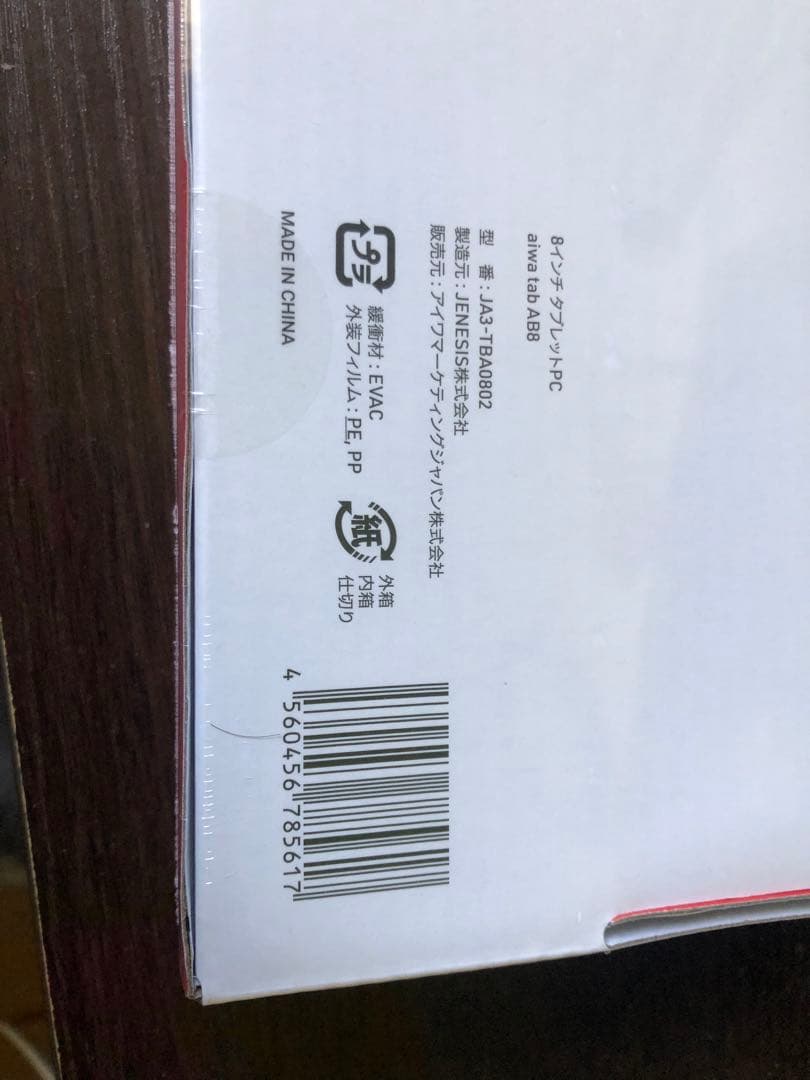 8インチ タブレットPC
aiwa tab AB8
型 番 : JA3-TBA0802
製造元 : JENESIS株式会社
販売元 : アイワマーケティングジャパン株式会社
プラ
緩衝材 : EVAC
外装フィルム : PE, PP
紙
外箱
内箱
仕切り
MADE IN CHINA
4 560456 785617